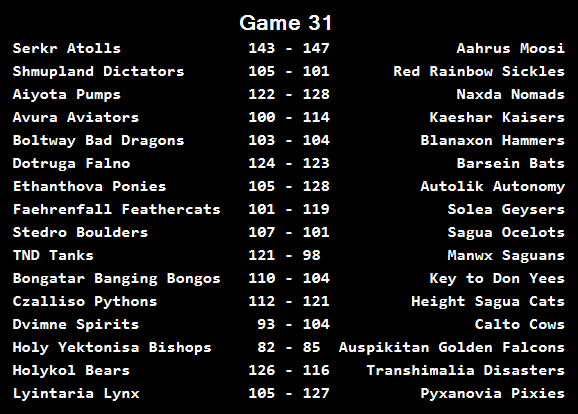 Game 31
Serkr Atolls 143 - 147 Aahrus Moosi
Shmupland Dictators 105 - 101 Red Rainbow Sickles
Aiyota Pumps 122 - 128 Naxda Nomads
Avura Aviators 100 - 114 Kaeshar Kaisers
Boltway Bad Dragons 103 - 104 Blanaxon Hammers
Dotruga Falno 124 - 123 Barsein Bats
Ethanthova Ponies 105 - 128 Autolik Autonomy
Faehrenfall Feathercats 101 - 119 Solea Geysers
Stedro Boulders 107 - 101 Sagua Ocelots
TND Tanks 121 - 98 Manwx Saguans
Bongatar Banging Bongos 110 - 104 Key to Don Yees
Czalliso Pythons 112 - 121 Height Sagua Cats
Dvimne Spirits 93 - 104 Calto Cows
Holy Yektonisa Bishops 82 - 85 Auspikitan Golden Falcons
Holykol Bears 126 - 116 Transhimalia Disasters
Lyintaria Lynx 105 - 127 Pyxanovia Pixies